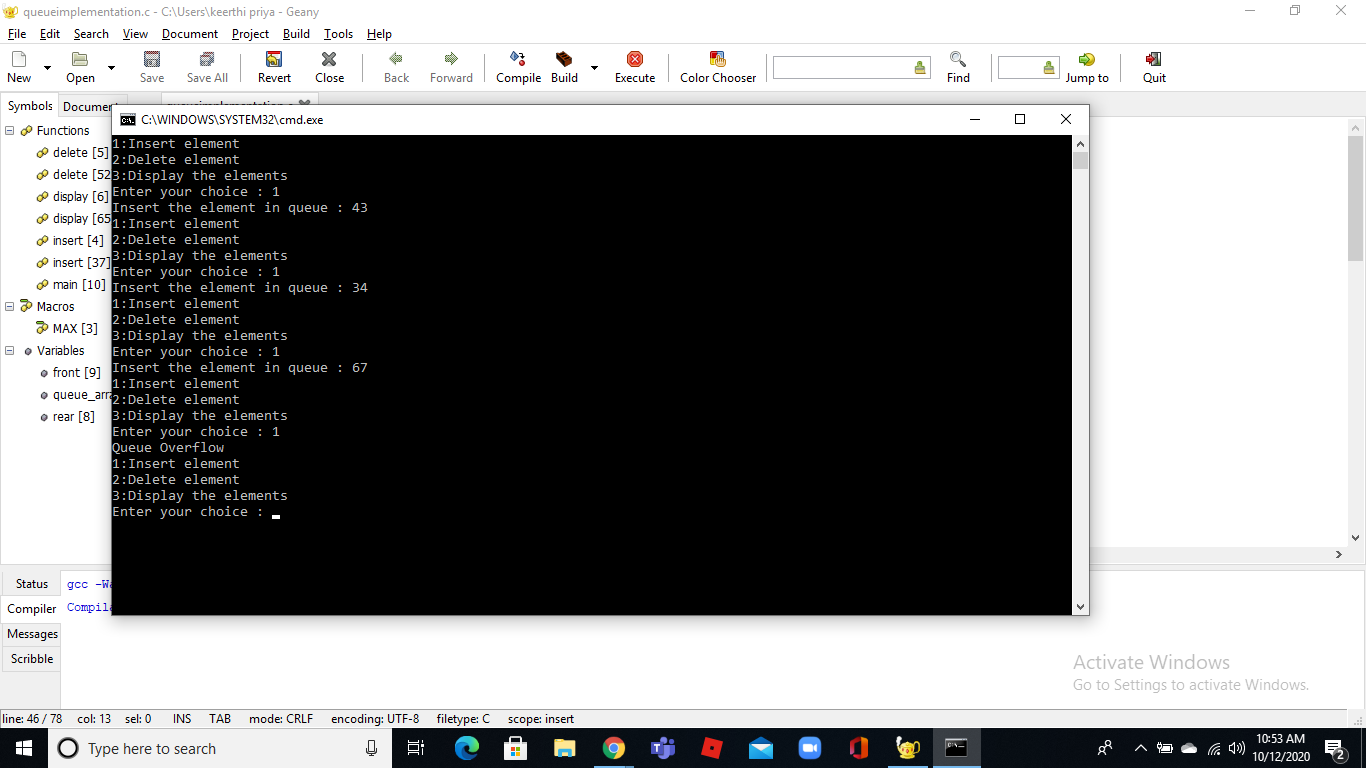 queueimplementation.c - C:\Users\keerthi priya - Geany
File Edit Search View Document Project Build Tools Help
New Open Save Save All Revert Close Back Forward Compile Build Execute Color Chooser Find Jump to Quit
Symbols
Functions
delete [5]
delete [52
display [6]
display [65
insert [4]
insert [37]
main [10]
Macros
MAX [3]
Variables
front [9]
rear [8]
C:\WINDOWS\SYSTEM32\cmd.exe
1:Insert element
2:Delete element
3:Display the elements
Enter your choice : 1
Insert the element in queue : 43
1:Insert element
2:Delete element
3:Display the elements
Enter your choice : 1
Insert the element in queue : 34
1:Insert element
2:Delete element
3:Display the elements
Enter your choice : 1
Insert the element in queue : 67
1:Insert element
2:Delete element
3:Display the elements
Enter your choice : 1
Queue Overflow
1:Insert element
2:Delete element
3:Display the elements
Enter your choice :
Status
Compiler
Messages
Scribble
gcc
Activate Windows
Go to Settings to activate Windows.
line: 46 / 78 col: 13 sel: 0 INS TAB mode: CRLF encoding: UTF-8 filetype: C scope: insert
Type here to search
10:53 AM
10/12/2020
2